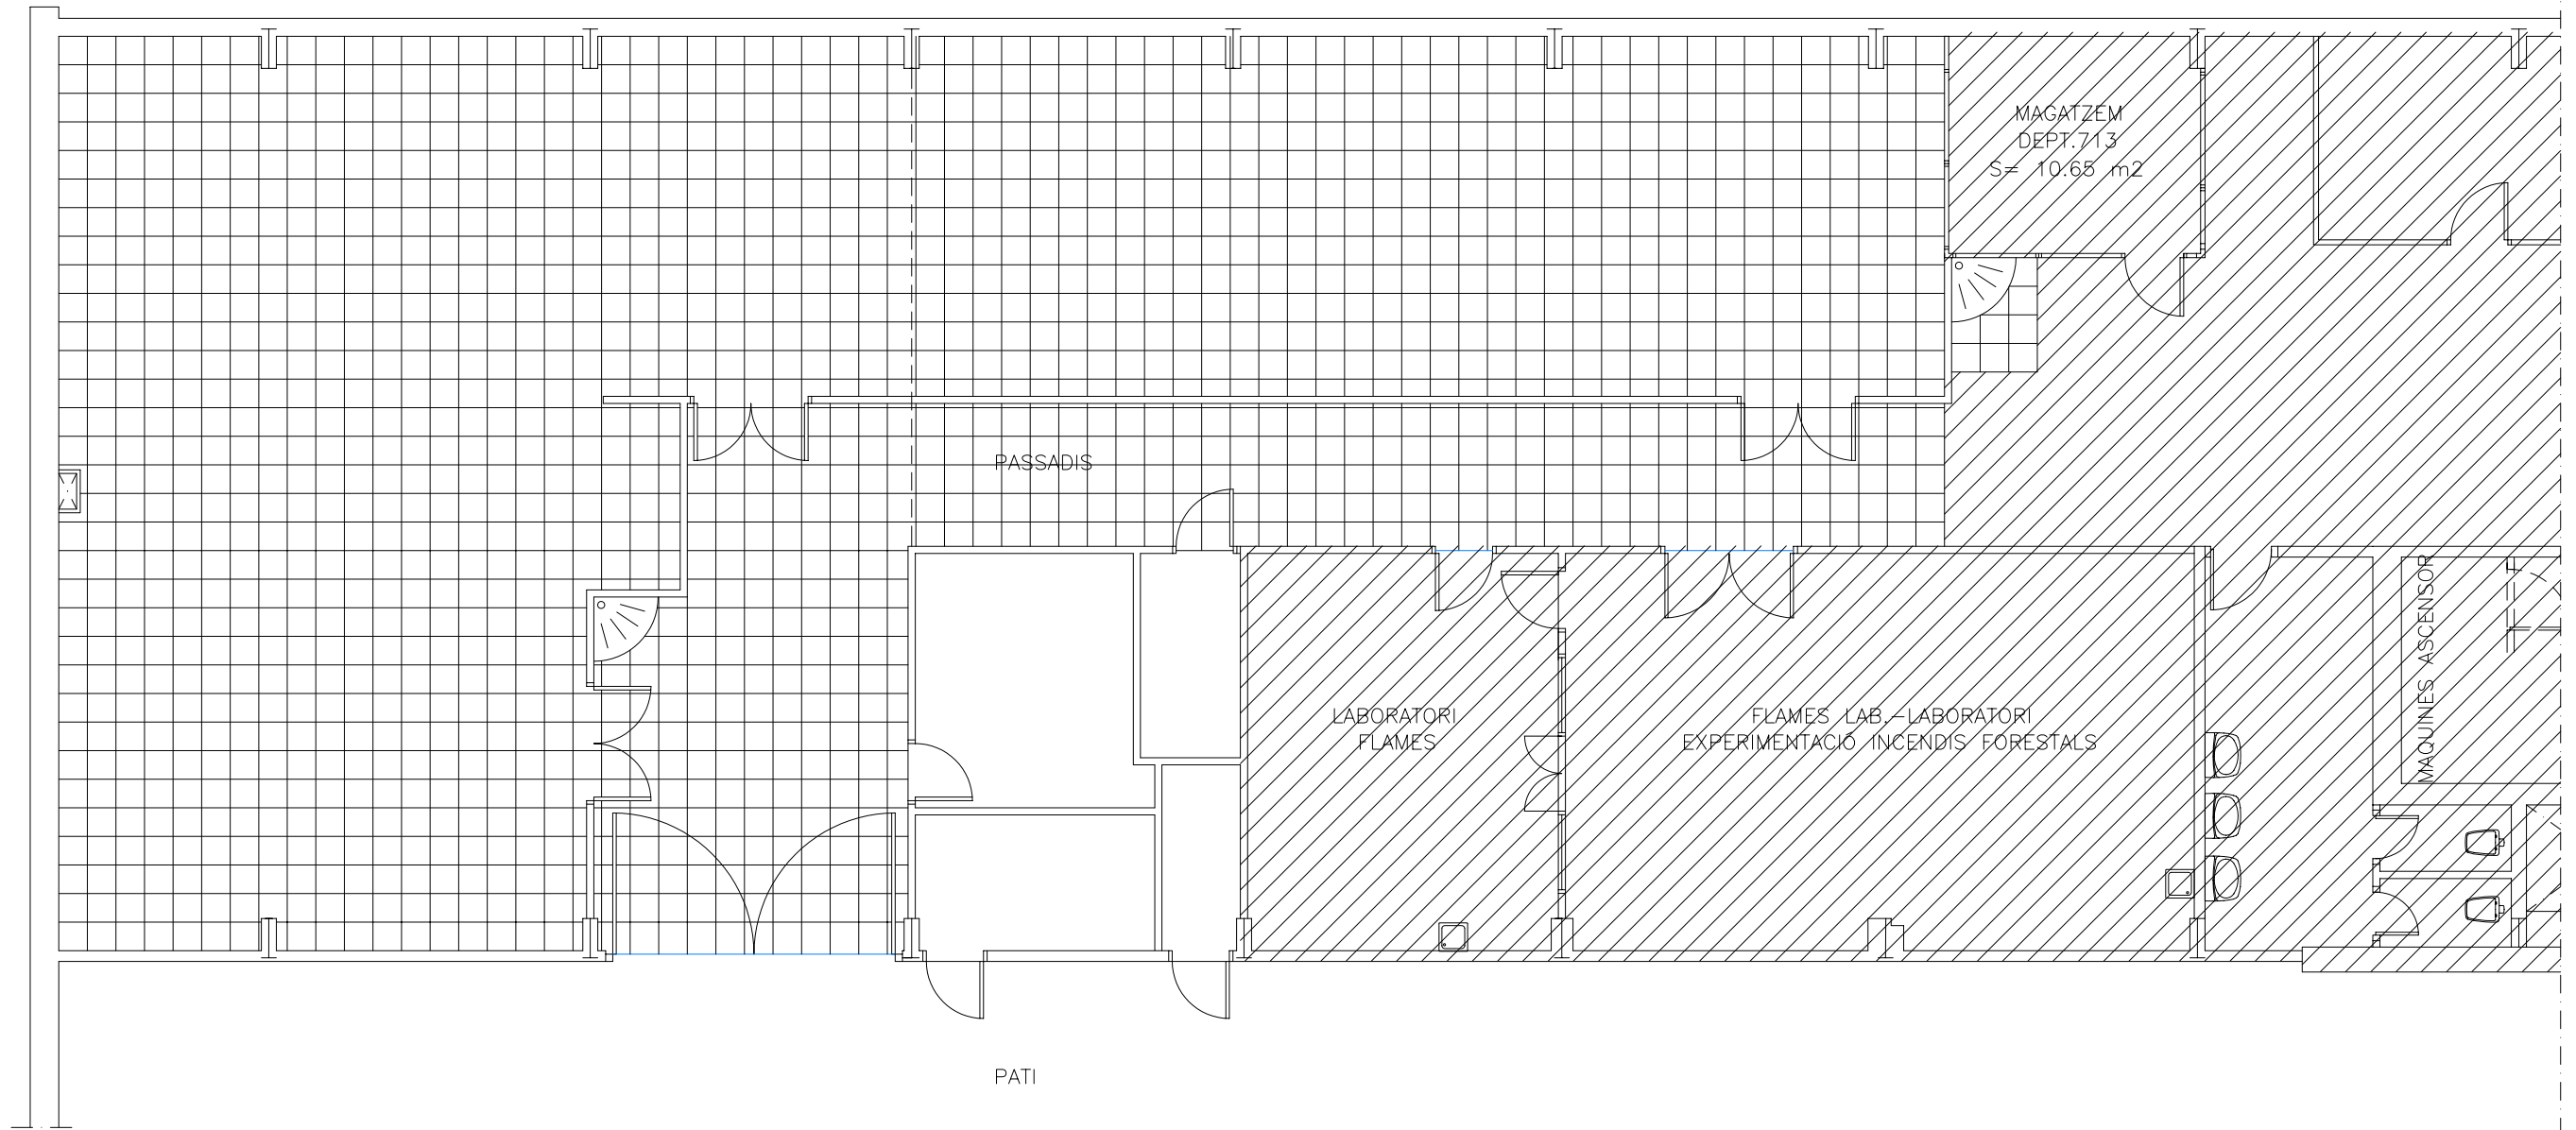 MAGATZEM
DEPT.713
S= 10.65 m2
PASSADIS
LABORATORI
FLAMES
FLAMES LAB.-LABORATORI
EXPERIMENTACIÓ INCENDIS FORESTALS
MAQUINES ASCENSOR
PATI